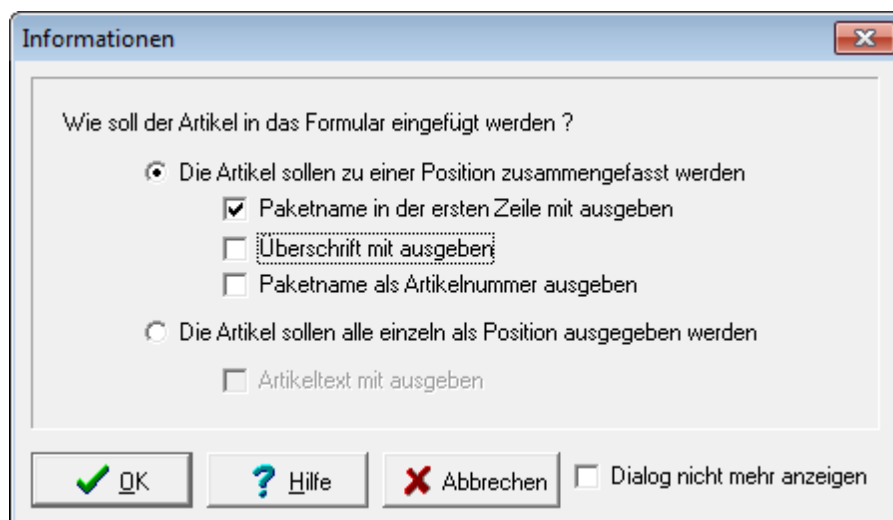 Informationen
Wie soll der Artikel in das Formular eingefügt werden ?
Die Artikel sollen zu einer Position zusammengefasst werden
Paketname in der ersten Zeile mit ausgeben
Überschrift mit ausgeben
Paketname als Artikelnummer ausgeben
Die Artikel sollen alle einzeln als Position ausgegeben werden
Artikeltext mit ausgeben
OK
Hilfe
Abbrechen
Dialog nicht mehr anzeigen